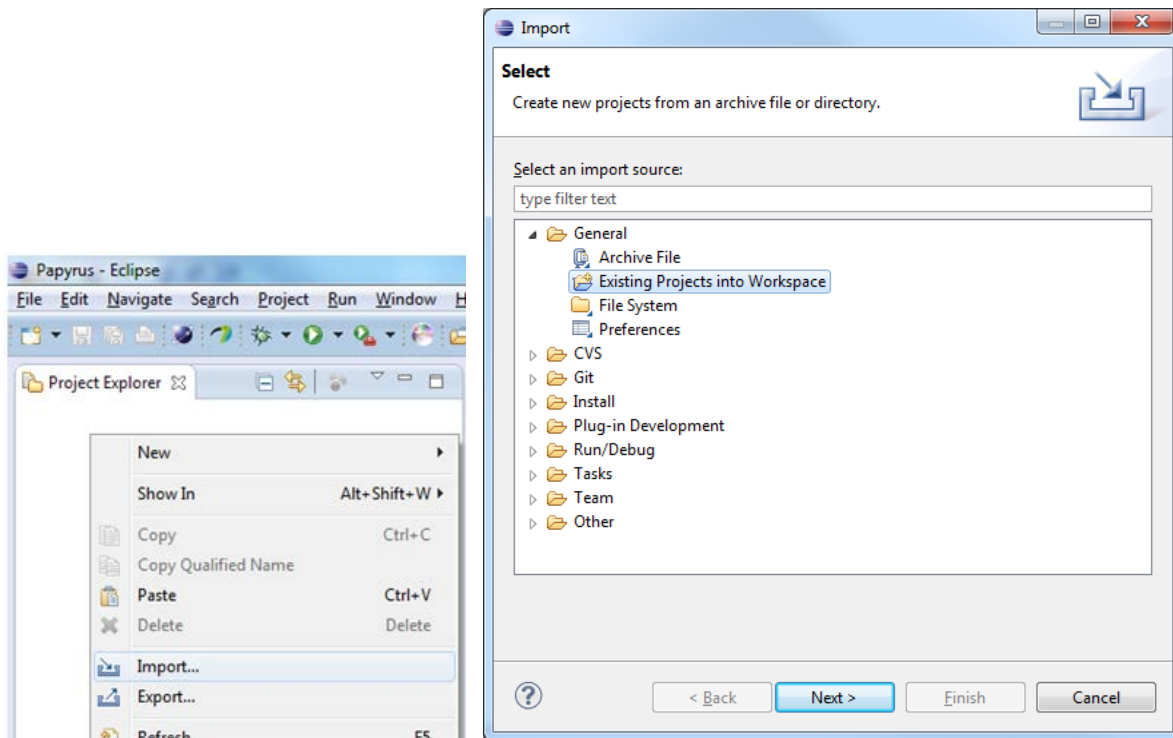 Papyrus - Eclipse
File Edit Navigate Search Project Run Window H
Project Explorer
New
Show In Alt+Shift+W
Copy Ctrl+C
Copy Qualified Name
Paste Ctrl+V
Delete Delete
Import...
Export...
Refresh F5
Import
Select
Create new projects from an archive file or directory.
Select an import source:
type filter text
General
Archive File
Existing Projects into Workspace
File System
Preferences
CVS
Git
Install
Plug-in Development
Run/Debug
Tasks
Team
Other
< Back Next > Finish Cancel